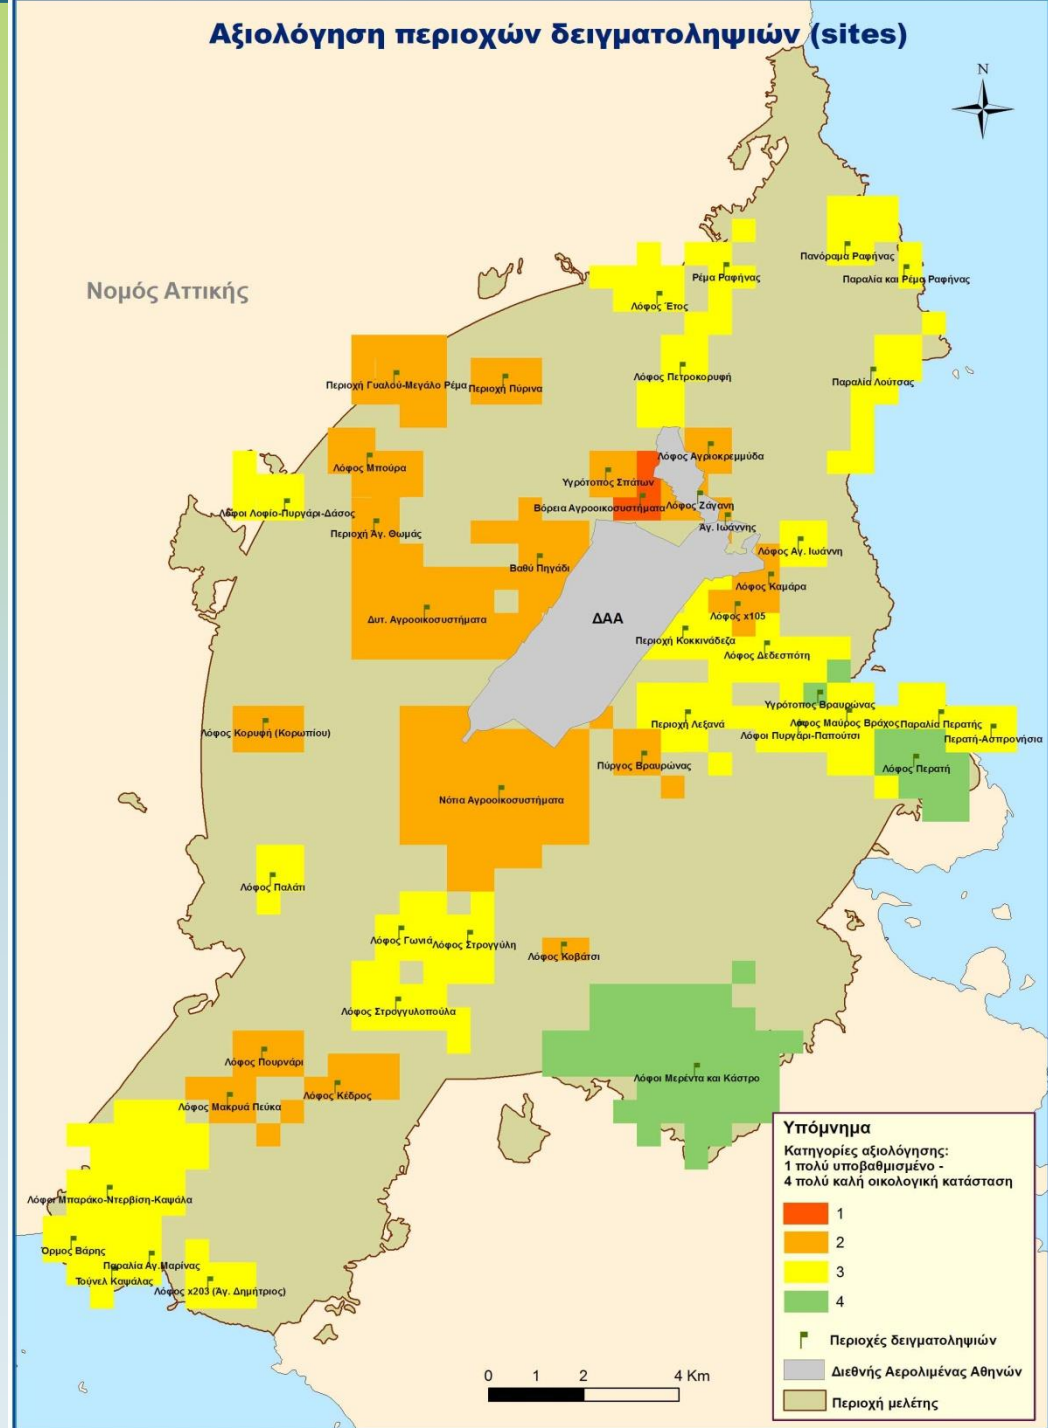 Αξιολόγηση περιοχών δειγματοληψιών (sites)
N
Νομός Αττικής
Πανόραμα Ραφήνας
Ρέμα Ραφήνας
Παραλία και Ρέμα Ραφήνας
Λόφος Έτος
Λόφος Πετροκορυφή
Παραλία Λούτσας
Περιοχή Γυαλού-Μεγάλο Ρέμα
Περιοχή Πύρινα
Λόφος Αγριοκρεμμύδα
Λόφος Μπούρα
Υγρότοπος Σπάτων
Βόρεια Αγροοικοσυστήματα
Λόφος Ζάγανη
Λόφοι Λοφίο-Πυργάρι-Δάσος
Περιοχή Άγ. Θωμάς
Άγ. Ιωάννης
Λόφος Αγ. Ιωάννη
Βαθύ Πηγάδι
Λόφος Καμάρα
Δυτ. Αγροοικοσυστήματα
ΔΑΑ
Λόφος x105
Περιοχή Κοκκινάδεζα
Λόφος Δεδεσπότη
Υγρότοπος Βραυρώνας
Λόφος Κορυφή (Κορωπίου)
Περιοχή Λεξανά
Λόφος Μαύρος Βράχος
Παραλία Περατής
Λόφοι Πυργάρι-Παπούτσι
Περατή-Ασπρονήσια
Πύργος Βραυρώνας
Λόφος Περατή
Νότια Αγροοικοσυστήματα
Λόφος Παλάτι
Λόφος Γωνιά
Λόφος Στρογγύλη
Λόφος Κοβάτσι
Λόφος Στρογγυλοπούλα
Λόφος Πουρνάρι
Λόφοι Μερέντα και Κάστρο
Λόφος Κέδρος
Λόφος Μακρυά Πεύκα
Λόφοι Μπαράκο-Ντερβίση-Καψάλα
Όρμος Βάρης
Παραλία Αγ.Μαρίνας
Τούνελ Καψάλας
Λόφος x203 (Άγ. Δημήτριος)
Υπόμνημα
Κατηγορίες αξιολόγησης:
1 πολύ υποβαθμισμένο -
4 πολύ καλή οικολογική κατάσταση
1
2
3
4
Περιοχές δειγματοληψιών
Διεθνής Αερολιμένας Αθηνών
Περιοχή μελέτης
0 1 2 4 Km